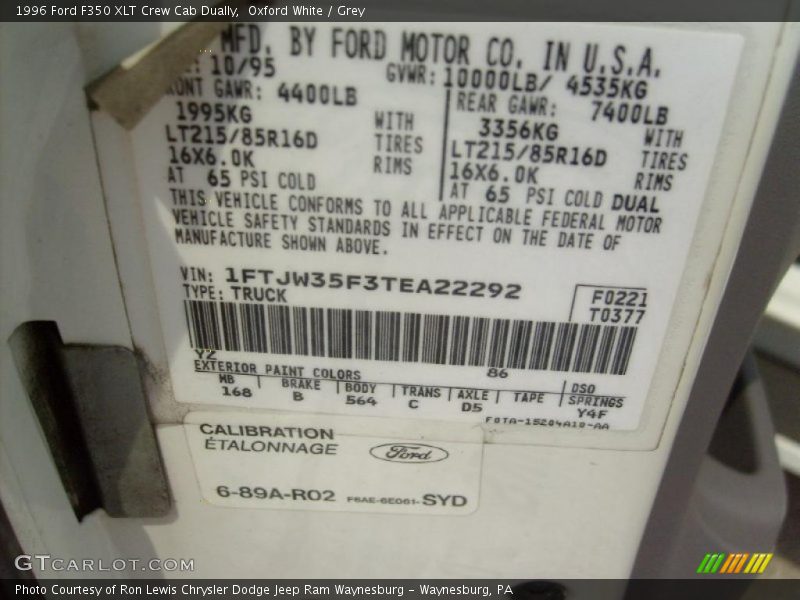 1996 Ford F350 XLT Crew Cab Dually, Oxford White / Grey
MFD. BY FORD MOTOR CO. IN U.S.A.
10/95 GVWR: 10000LB/ 4535KG
FRONT GAWR: 4400LB REAR GAWR: 7400LB
1995KG WITH 3356KG WITH
LT215/85R16D TIRES LT215/85R16D TIRES
16X6.0K RIMS 16X6.0K RIMS
AT 65 PSI COLD AT 65 PSI COLD DUAL
THIS VEHICLE CONFORMS TO ALL APPLICABLE FEDERAL MOTOR
VEHICLE SAFETY STANDARDS IN EFFECT ON THE DATE OF
MANUFACTURE SHOWN ABOVE.
VIN: 1FTJW35F3TEA22292
TYPE: TRUCK
F0221
T0377
YZ 86
EXTERIOR PAINT COLORS DSO
WB BRAKE BODY TRANS AXLE TAPE SPRINGS
168 B 564 C D5 Y4F
F0TA-15204A10-AA
CALIBRATION
ÉTALONNAGE
Ford
6-89A-R02 F6AE-6E061-SYD
GTCARLOT.COM
Photo Courtesy of Ron Lewis Chrysler Dodge Jeep Ram Waynesburg - Waynesburg, PA